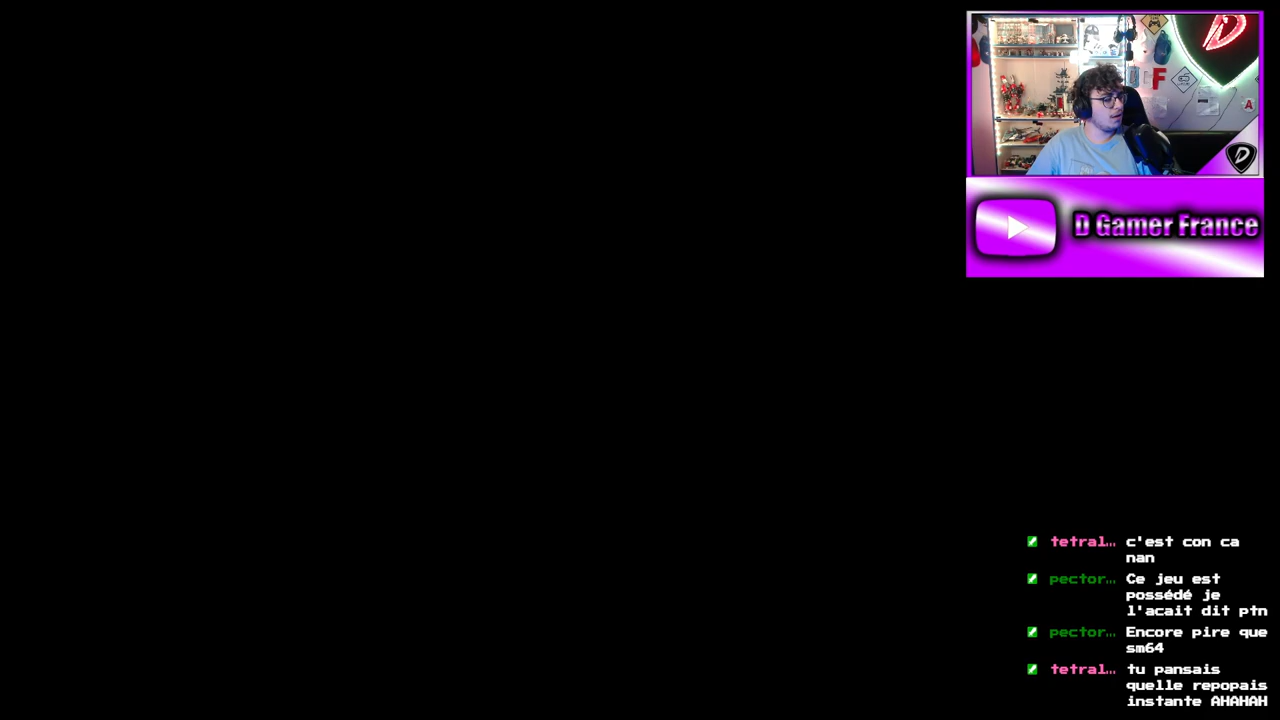 D
F
A
D
D Gamer France
tetral… c'est con ca
nan
pector… Ce jeu est
possédé je
l'acait dit ptn
pector… Encore pire que
sm64
tetral… tu pansais
quelle repopais
instante AHAHAH